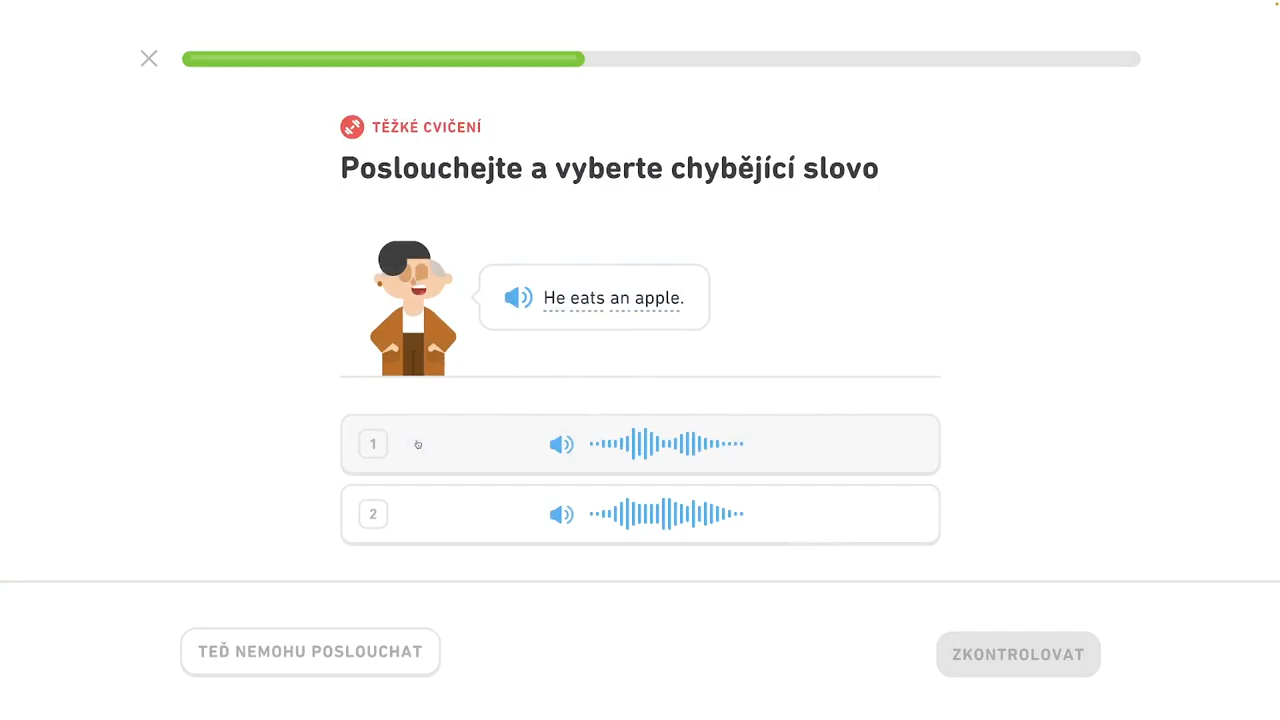 TĚŽKÉ CVIČENÍ
Poslouchejte a vyberte chybějící slovo
He eats an apple.
1
2
TEĎ NEMOHU POSLOUCHAT
ZKONTROLOVAT